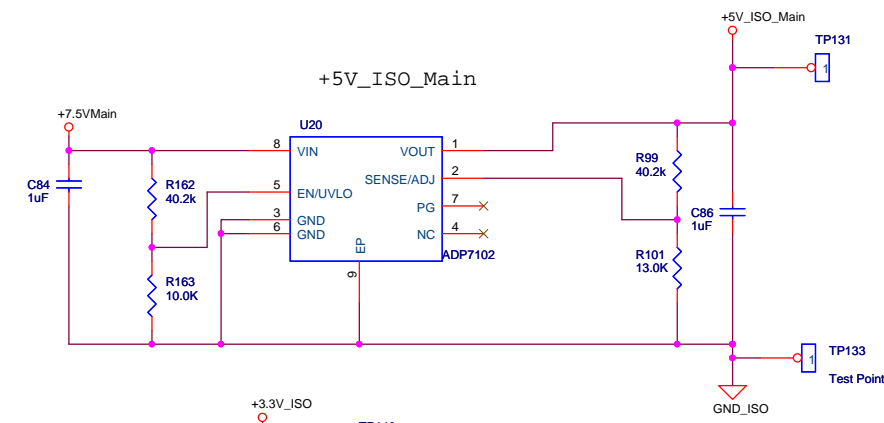 +5V_ISO_Main
TP131
1
+5V_ISO_Main
+7.5VMain
U20
8
VIN
VOUT
1
R99
40.2k
C84
1uF
R162
40.2k
5
EN/UVLO
SENSE/ADJ
2
3
GND
PG
7
6
GND
NC
4
C86
1uF
EP
ADP7102
9
R163
10.0K
R101
13.0K
1
TP133
Test Point
GND_ISO
+3.3V_ISO